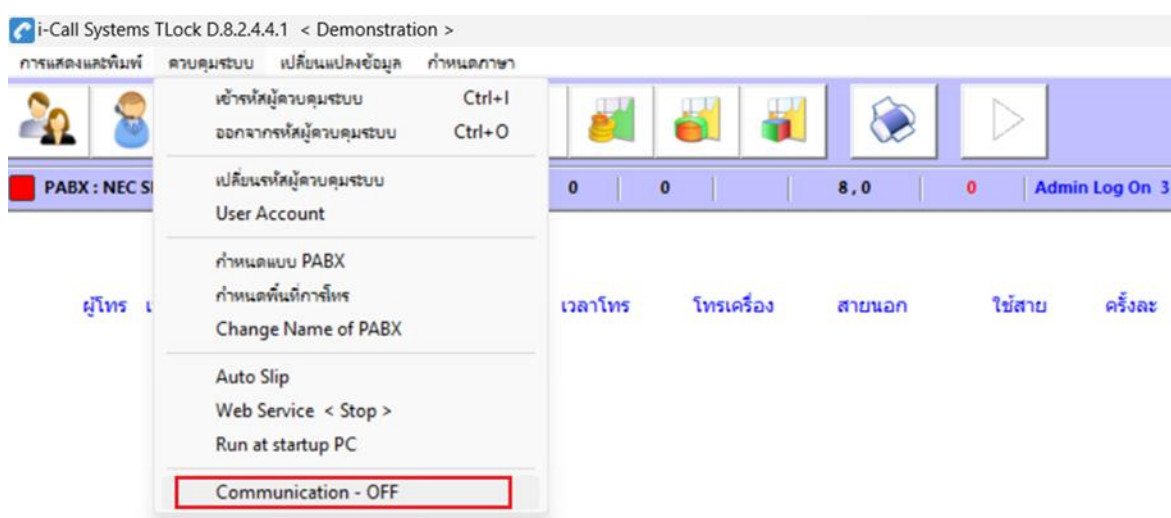 i-Call Systems TLock D.8.2.4.4.1 < Demonstration >
การแสดงและพิมพ์ ควบคุมระบบ เปลี่ยนแปลงข้อมูล กำหนดภาษา
เข้ารหัสผู้ควบคุมระบบ Ctrl+I
ออกจากรหัสผู้ควบคุมระบบ Ctrl+O
เปลี่ยนรหัสผู้ควบคุมระบบ
User Account
กำหนดแบบ PABX
กำหนดพื้นที่การโทร
Change Name of PABX
Auto Slip
Web Service < Stop >
Run at startup PC
Communication - OFF
PABX : NEC 0 0 8,0 0 Admin Log On 3
ผู้โทร เวลาโทร โทรเครื่อง สายนอก ใช้สาย ครั้งละ